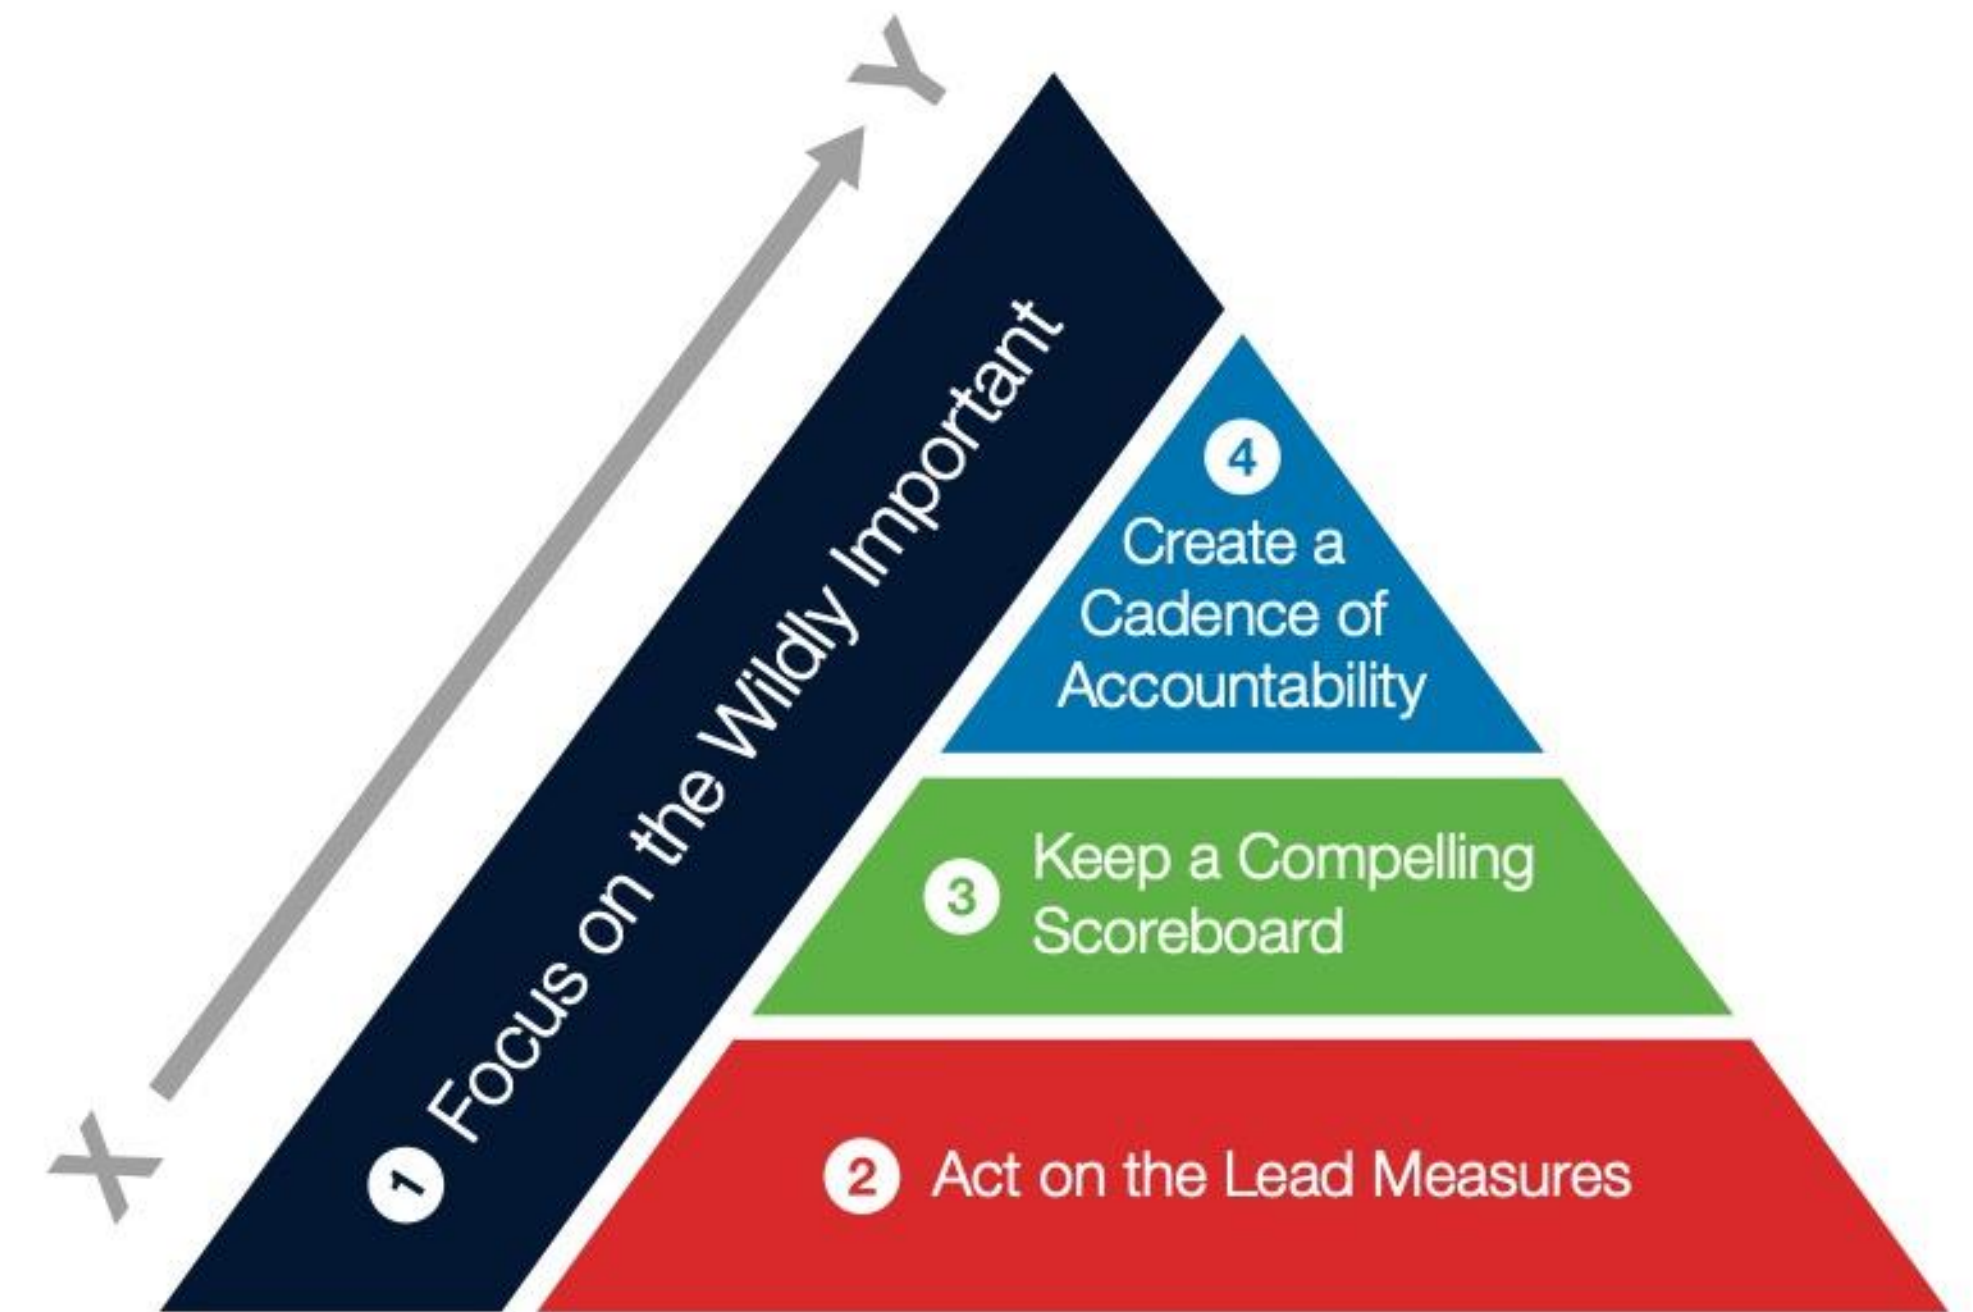 X
Y
1 Focus on the Wildly Important
4
Create a
Cadence of
Accountability
3 Keep a Compelling
Scoreboard
2 Act on the Lead Measures